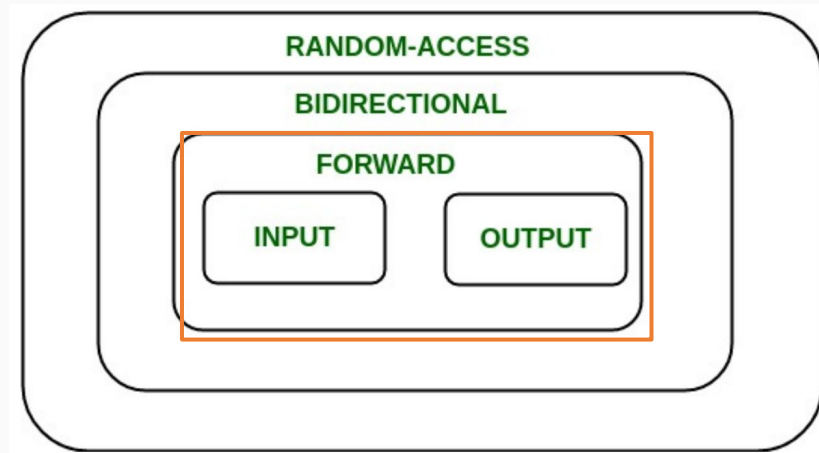 RANDOM-ACCESS
BIDIRECTIONAL
FORWARD
INPUT OUTPUT